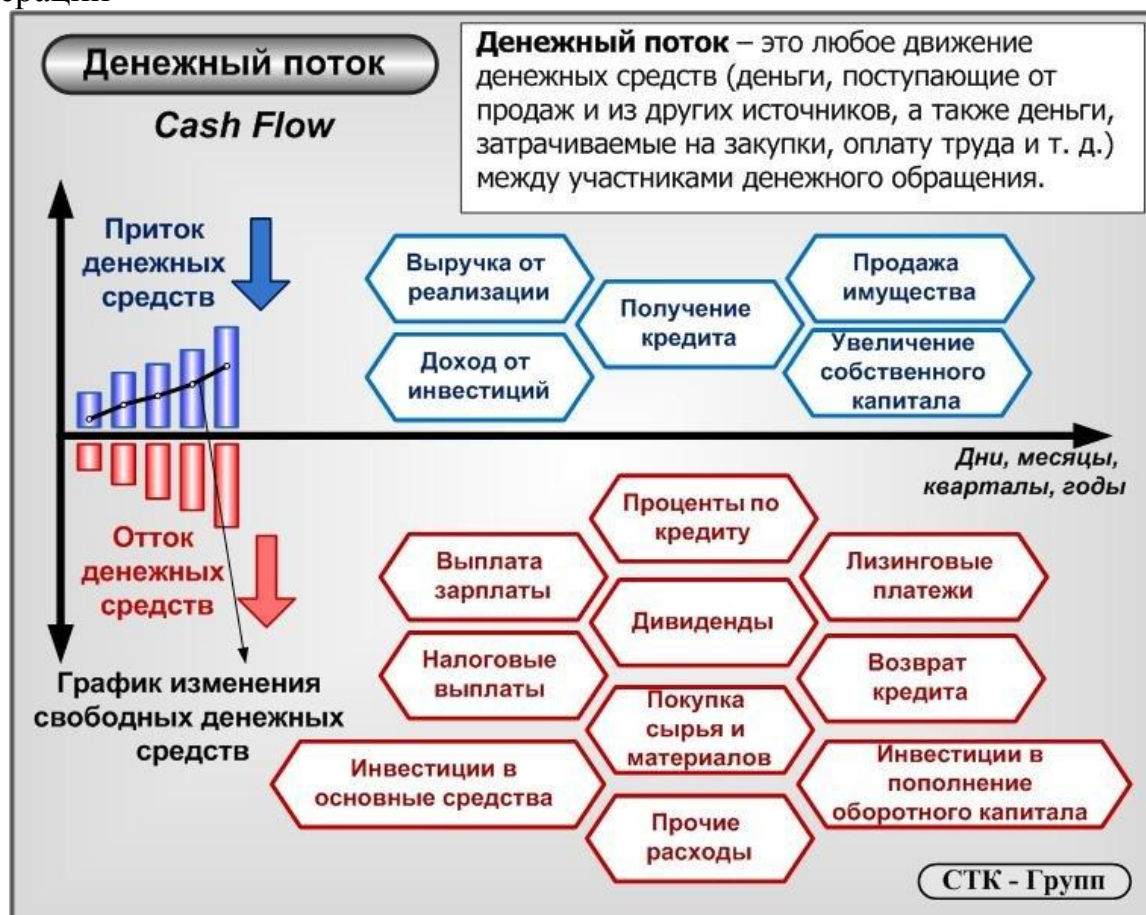 Денежный поток
Cash Flow
Денежный поток – это любое движение
денежных средств (деньги, поступающие от
продаж и из других источников, а также деньги,
затрачиваемые на закупки, оплату труда и т. д.)
между участниками денежного обращения.
Приток
денежных
средств
Выручка от
реализации
Получение
кредита
Продажа
имущества
Доход от
инвестиций
Увеличение
собственного
капитала
Дни, месяцы,
кварталы, годы
Отток
денежных
средств
График изменения
свободных денежных
средств
Проценты по
кредиту
Выплата
зарплаты
Лизинговые
платежи
Дивиденды
Налоговые
выплаты
Возврат
кредита
Покупка
сырья и
материалов
Инвестиции в
основные средства
Инвестиции в
пополнение
оборотного капитала
Прочие
расходы
СТК - Групп